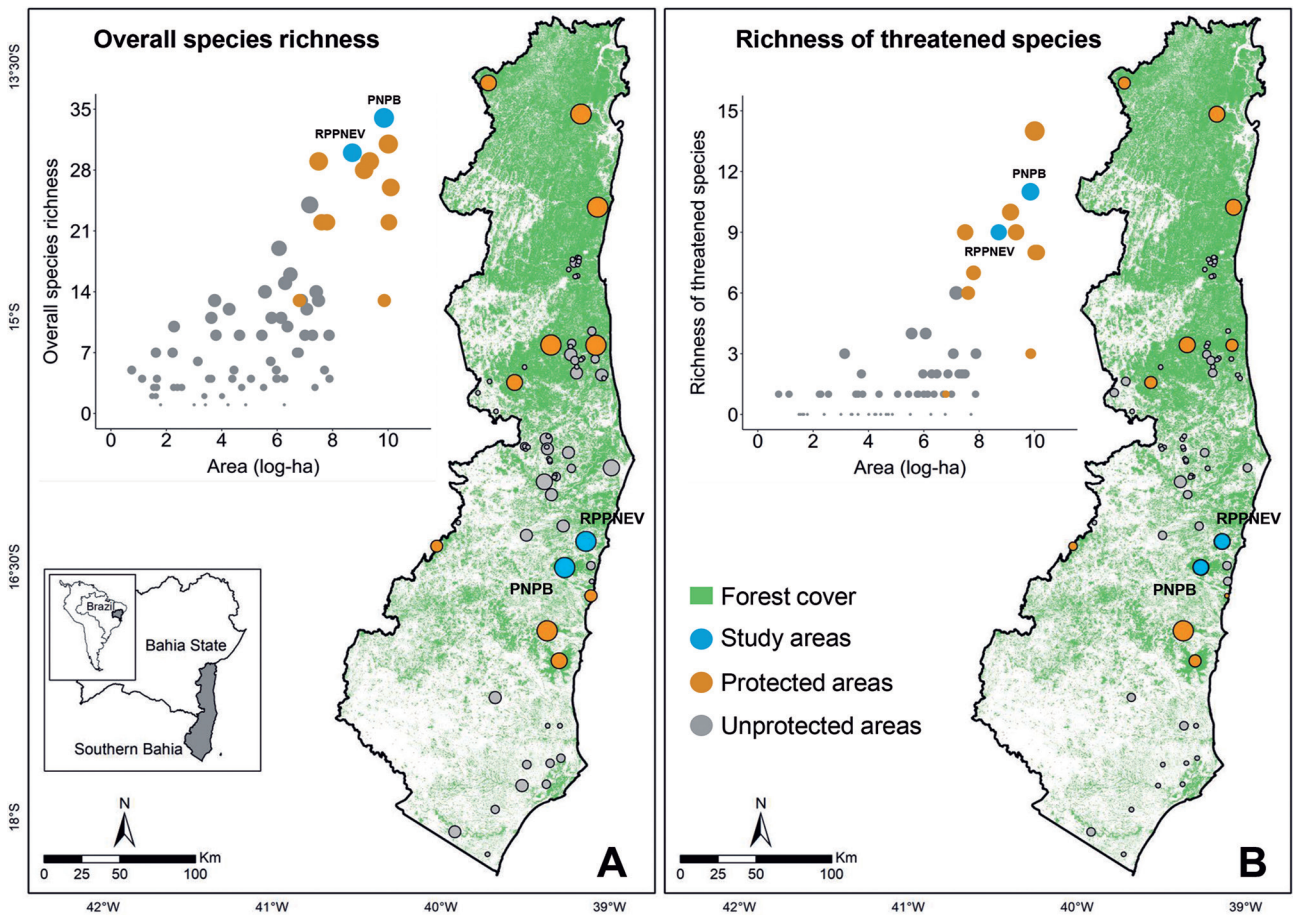 Overall species richness
A
PNPB
RPPNEV
35
28
21
14
7
0
Overall species richness
0 2 4 6 8 10
Area (log-ha)
RPPNEV
PNPB
Brazil
Bahia State
Southern Bahia
N
Km
0 25 50 100
Richness of threatened species
B
15
12
9
6
3
0
Richness of threatened species
PNPB
RPPNEV
0 2 4 6 8 10
Area (log-ha)
RPPNEV
PNPB
Forest cover
Study areas
Protected areas
Unprotected areas
N
Km
0 25 50 100
13°30'S
15°S
16°30'S
18°S
42°W 41°W 40°W 39°W 42°W 41°W 40°W 39°W